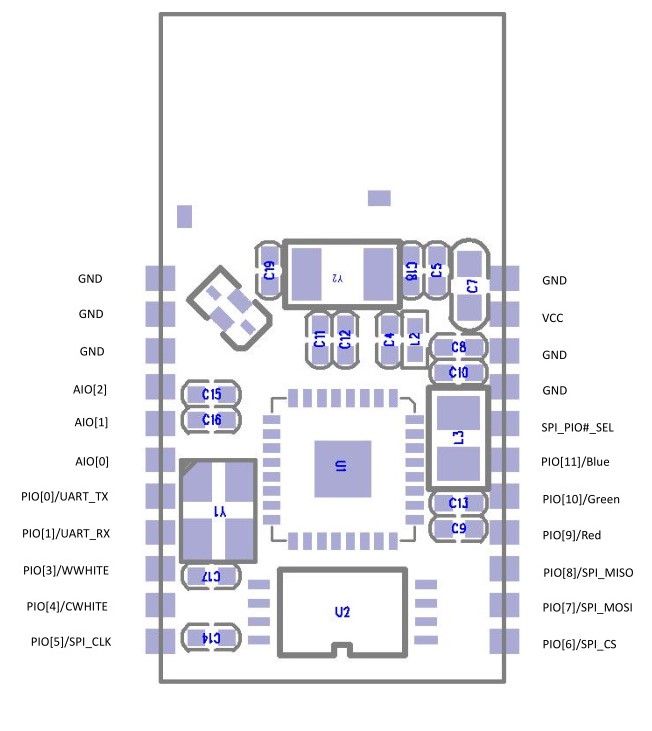 C19
Y2
C18
C5
C7
GND
GND
GND
VCC
C11
C12
C4
L2
C8
GND
GND
C10
AIO[2]
GND
C15
AIO[1]
C16
SPI_PIO#_SEL
L3
AIO[0]
U1
PIO[11]/Blue
PIO[0]/UART_TX
PIO[10]/Green
C13
Y1
PIO[1]/UART_RX
C9
PIO[9]/Red
PIO[3]/WWHITE
C17
PIO[8]/SPI_MISO
PIO[4]/CWHITE
U2
PIO[7]/SPI_MOSI
PIO[5]/SPI_CLK
C14
PIO[6]/SPI_CS